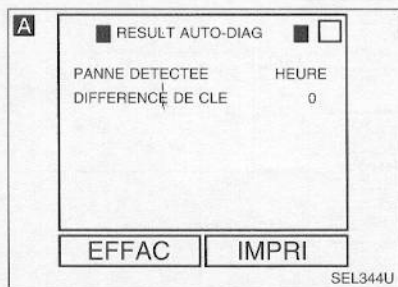 A
RESULT AUTO-DIAG
PANNE DETECTEE HEURE
DIFFERENCE DE CLE 0
EFFAC IMPRI
SEL344U